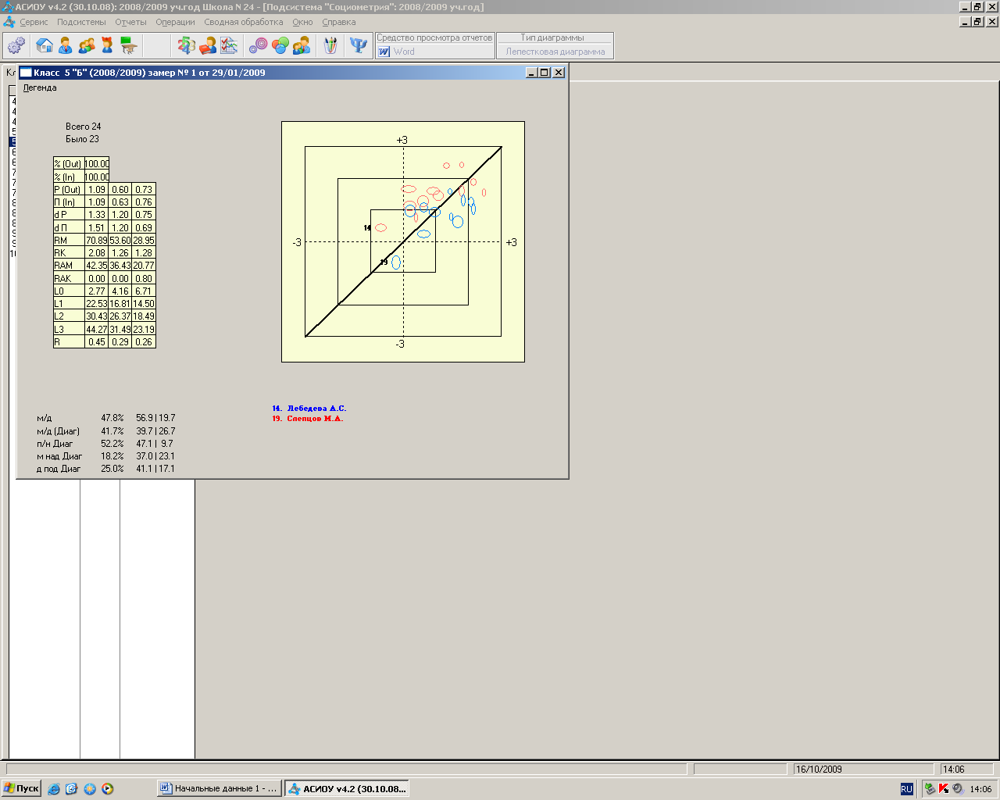 АСИОУ v4.2 (30.10.08): 2008/2009 уч.год Школа N 24 - [Подсистема "Социометрия": 2008/2009 уч.год]
Сервис Подсистемы Отчеты Операции Сводная обработка Окно Справка
Средство просмотра отчетов Тип диаграммы
Word Лепестковая диаграмма
Класс 5 "Б" (2008/2009) замер № 1 от 29/01/2009
Легенда
Всего 24
Было 23
% (Out) 100.00
% (In) 100.00
Р (Out) 1.09 0.60 0.73
П (In) 1.09 0.63 0.76
d Р 1.33 1.20 0.75
d П 1.51 1.20 0.69
RM 70.89 53.60 28.95
RK 2.08 1.26 1.28
RAM 42.35 36.43 20.77
RAK 0.00 0.00 0.80
L0 2.77 4.16 6.71
L1 22.53 16.81 14.50
L2 30.43 26.37 18.49
L3 44.27 31.49 23.19
R 0.45 0.29 0.26
+3
14
-3 +3
19
-3
14. Лебедева А.С.
19. Слепцов М.А.
м/д 47.8% 56.9 | 19.7
м/д (Диаг) 41.7% 39.7 | 26.7
п/н Диаг 52.2% 47.1 | 9.7
м над Диаг 18.2% 37.0 | 23.1
д под Диаг 25.0% 41.1 | 17.1
16/10/2009 14:06
Пуск Начальные данные 1 - ... АСИОУ v4.2 (30.10.08... RU 14:06